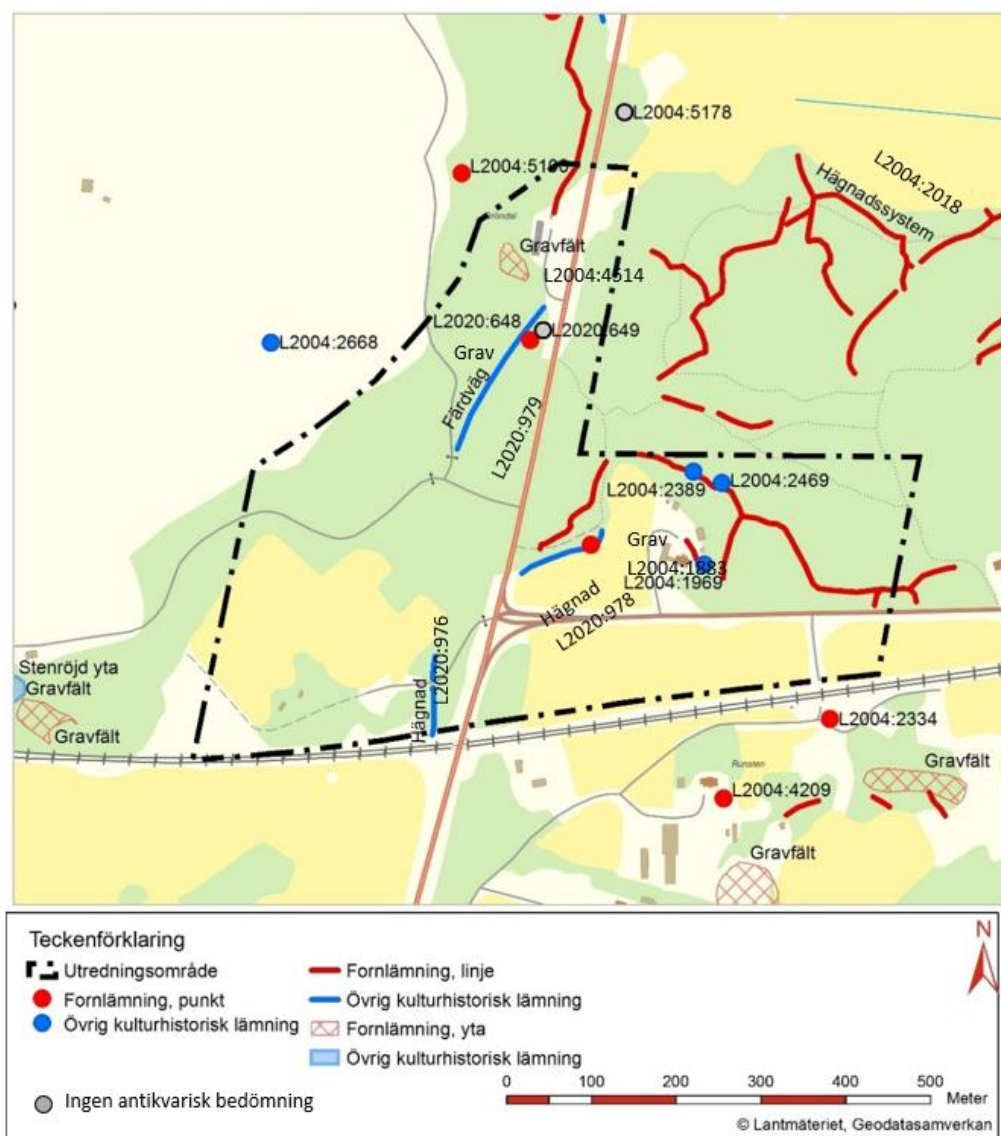 L2004:5178
L2004:2018
Hägnadssystem
Gravfält
L2004:4514
L2004:2668
L2020:648
L2020:649
Grav
Färdväg
L2020:979
L2004:2389
L2004:2469
Grav
L2004:1883
L2004:1969
Hägnad
L2020:978
Hägnad
L2020:976
Stenröjd yta
Gravfält
Gravfält
L2004:2334
Runsten
Gravfält
L2004:4209
Gravfält
Teckenförklaring
Utredningsområde
Fornlämning, punkt
Övrig kulturhistorisk lämning
Ingen antikvarisk bedömning
Fornlämning, linje
Övrig kulturhistorisk lämning
Fornlämning, yta
Övrig kulturhistorisk lämning
N
0 100 200 300 400 500
Meter
© Lantmäteriet, Geodatasamverkan